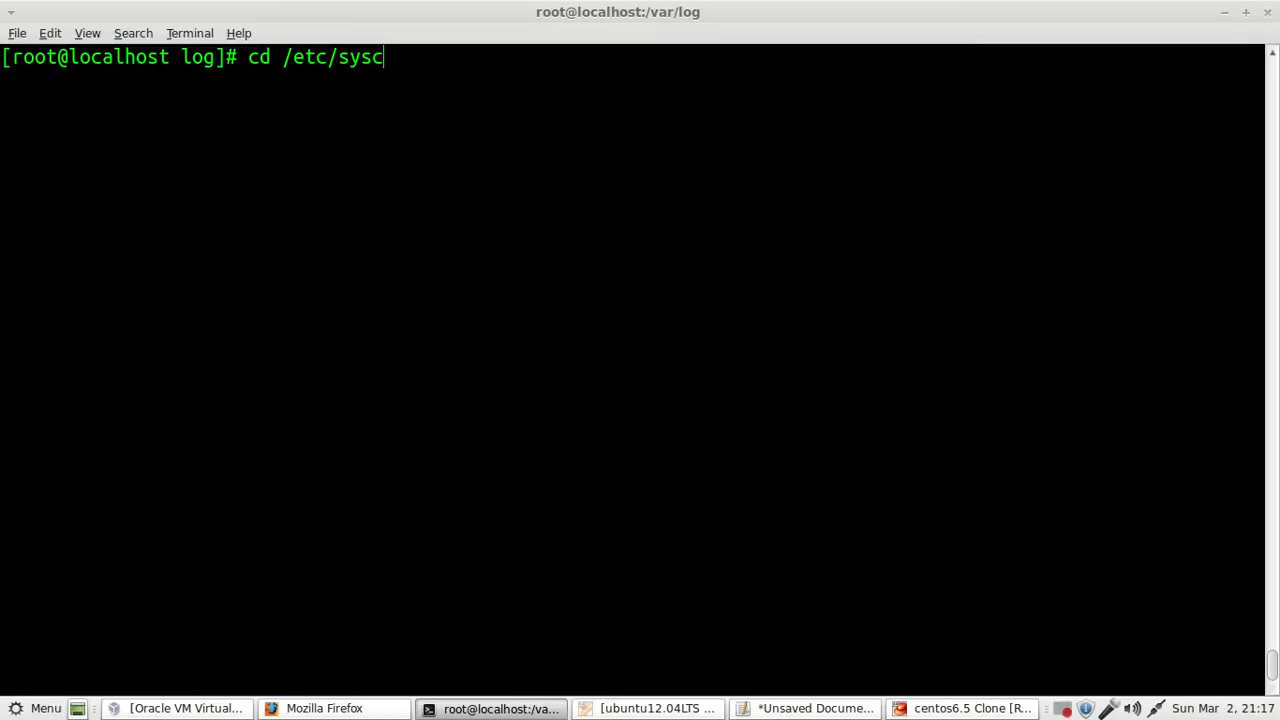 root@localhost:/var/log
File Edit View Search Terminal Help
[root@localhost log]# cd /etc/sysc
Menu [Oracle VM Virtual... Mozilla Firefox root@localhost:/va... [ubuntu12.04LTS ... *Unsaved Docume... centos6.5 Clone [R... Sun Mar 2, 21:17